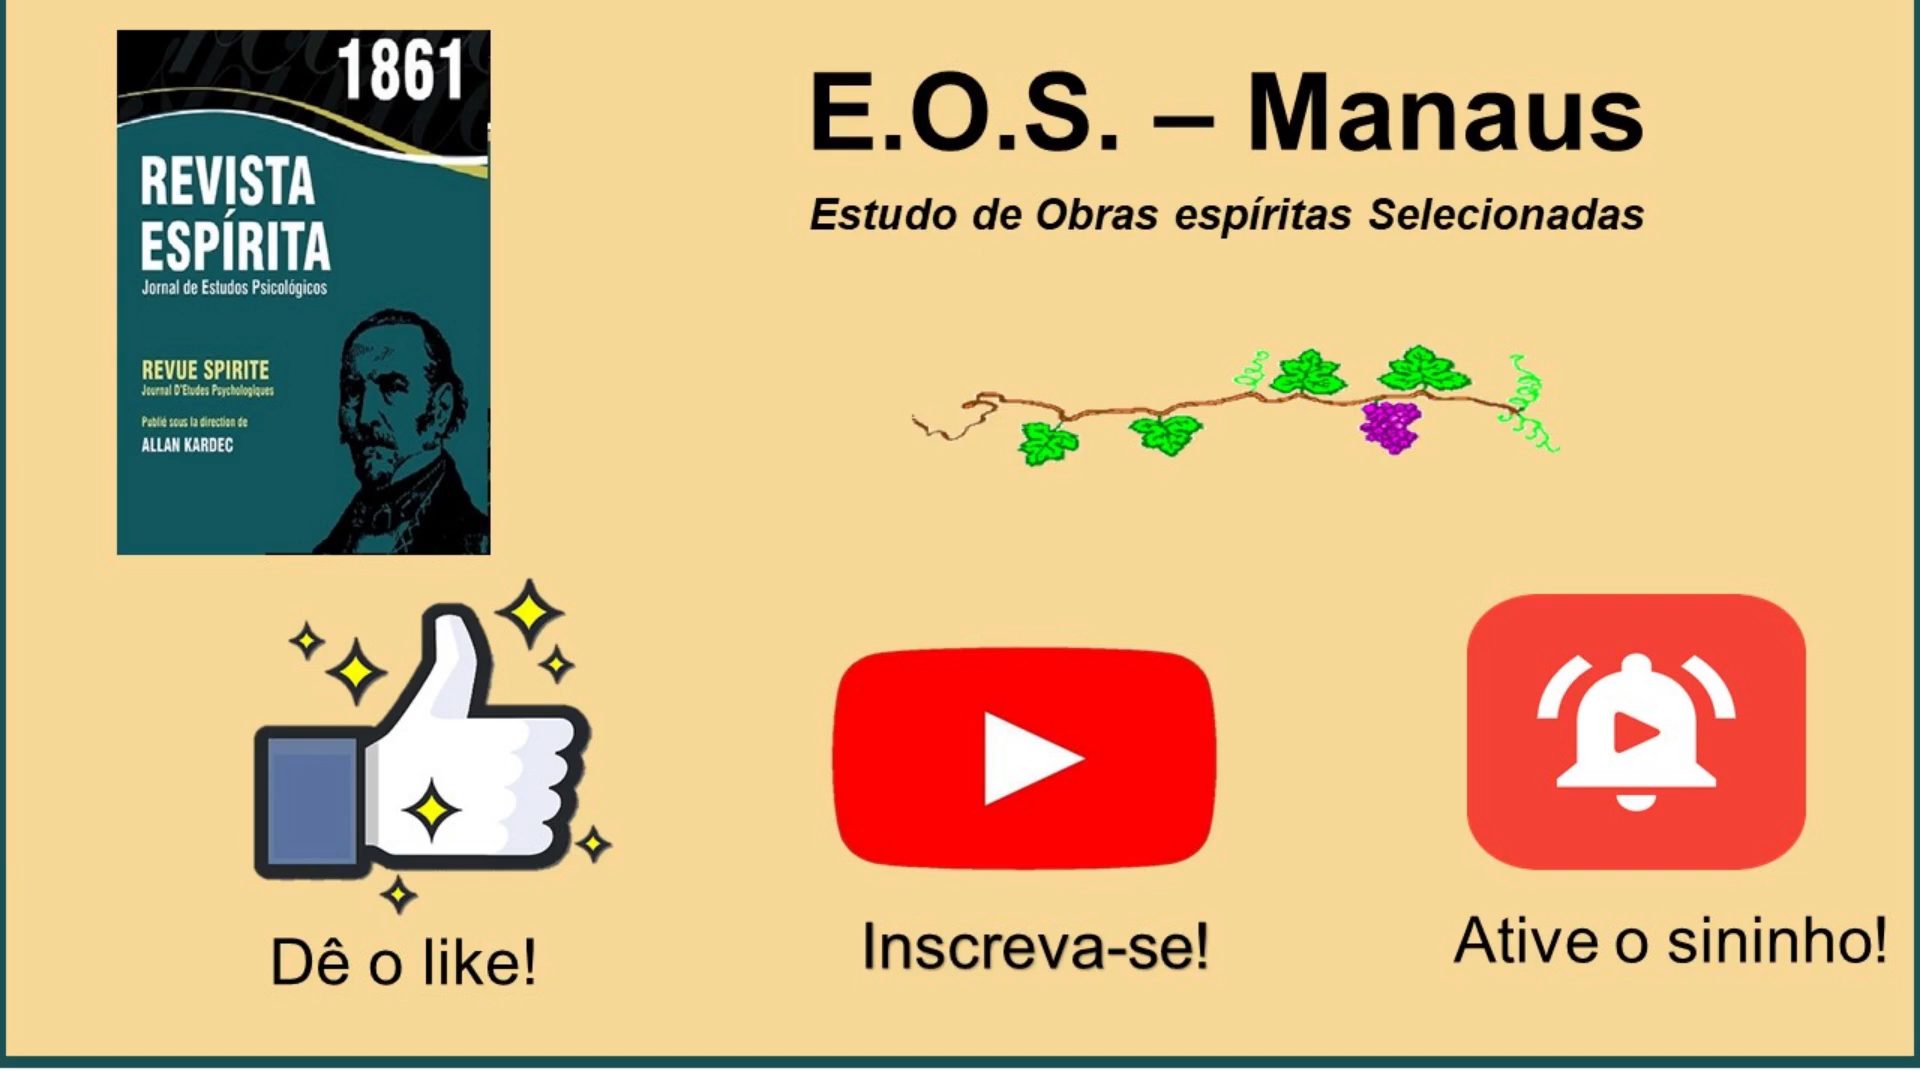 1861
REVISTA
ESPÍRITA
Jornal de Estudos Psicológicos
REVUE SPIRITE
Journal D'Etudes Psychologiques
Publié sous la direction de
ALLAN KARDEC
E.O.S. – Manaus
Estudo de Obras espíritas Selecionadas
Dê o like!
Inscreva-se!
Ative o sininho!